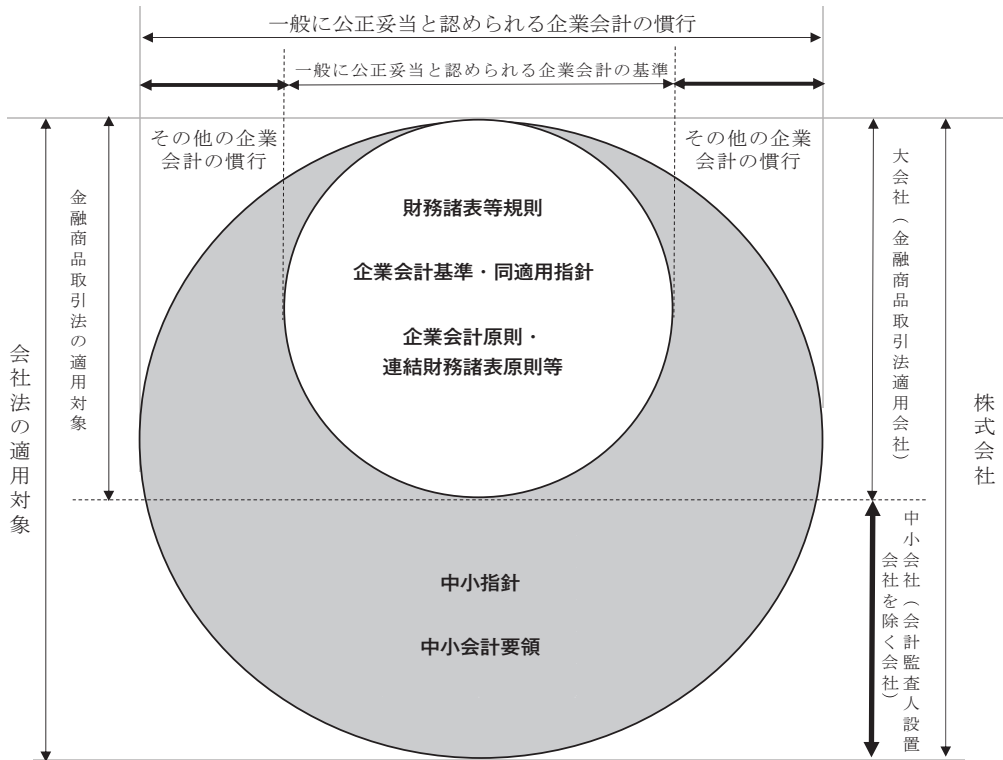 一般に公正妥当と認められる企業会計の慣行
一般に公正妥当と認められる企業会計の基準
その他の企業
会計の慣行
その他の企業
会計の慣行
財務諸表等規則
企業会計基準・同適用指針
企業会計原則・
連結財務諸表原則等
中小指針
中小会計要領
会社法の適用対象
金融商品取引法の適用対象
大会社（金融商品取引法適用会社）
中小会社（会計監査人設置
会社を除く会社）
株式会社